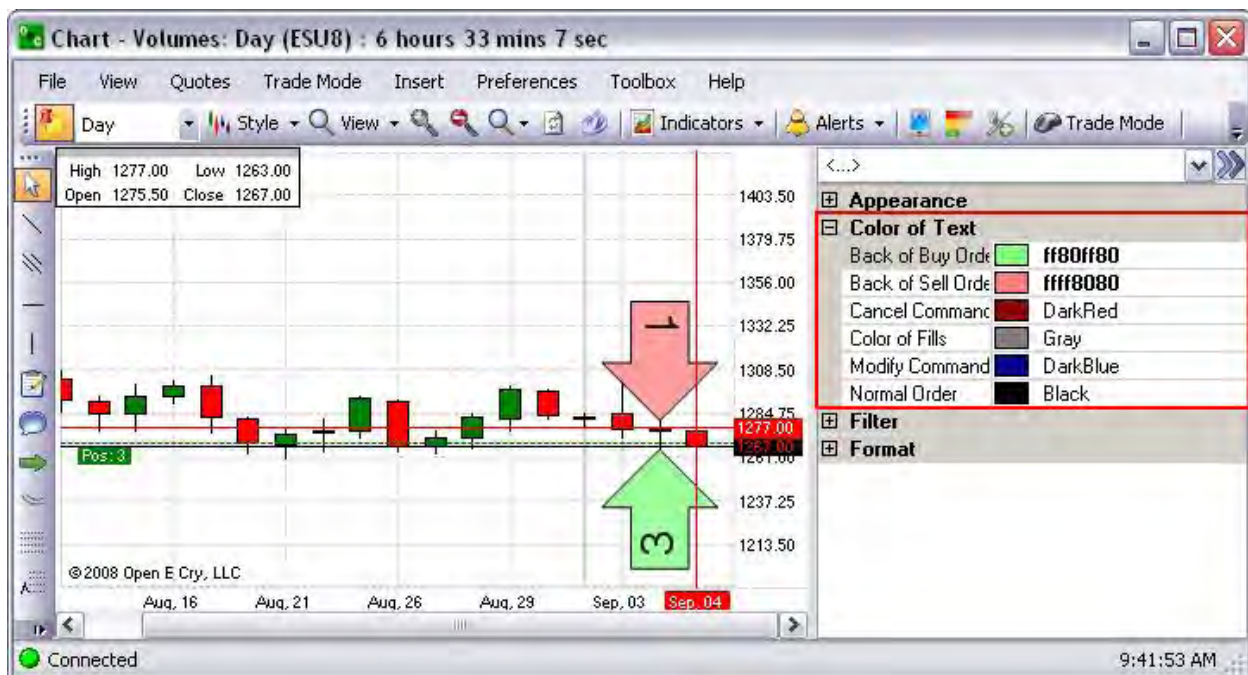 Chart - Volumes: Day (ESU8) : 6 hours 33 mins 7 sec
File View Quotes Trade Mode Insert Preferences Toolbox Help
Day Style View Indicators Alerts Trade Mode
High 1277.00 Low 1263.00
Open 1275.50 Close 1267.00
<...>
Appearance
Color of Text
Back of Buy Orde ff80ff80
Back of Sell Orde ffff8080
Cancel Commanc DarkRed
Color of Fills Gray
Modify Command DarkBlue
Normal Order Black
Filter
Format
1403.50
1379.75
1356.00
1332.25
1308.50
1284.75
1277.00
1267.00
1261.00
1237.25
1213.50
1
3
Pos: 3
©2008 Open E Cry, LLC
Aug, 16 Aug, 21 Aug, 26 Aug, 29 Sep, 03 Sep, 04
Connected 9:41:53 AM